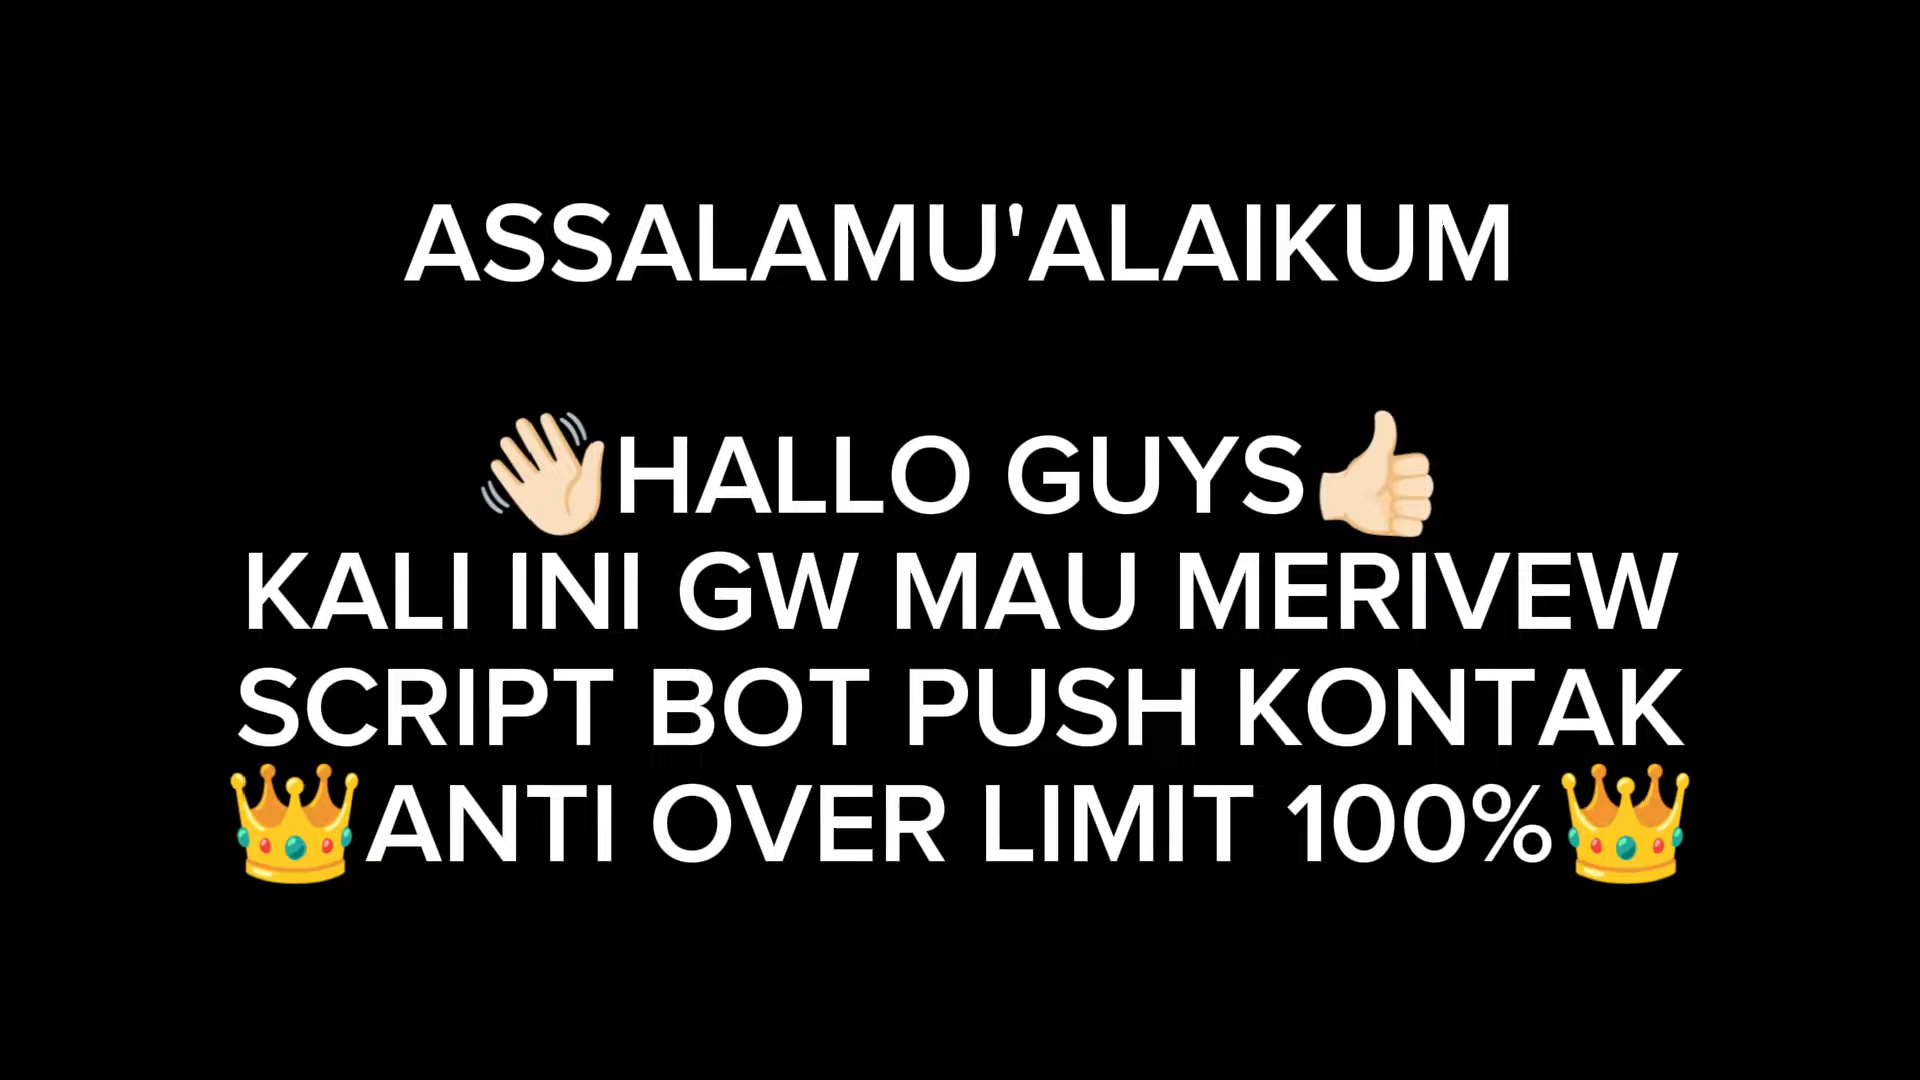 ASSALAMU'ALAIKUM
👋🏻HALLO GUYS👍🏻
KALI INI GW MAU MERIVEW
SCRIPT BOT PUSH KONTAK
👑ANTI OVER LIMIT 100%👑